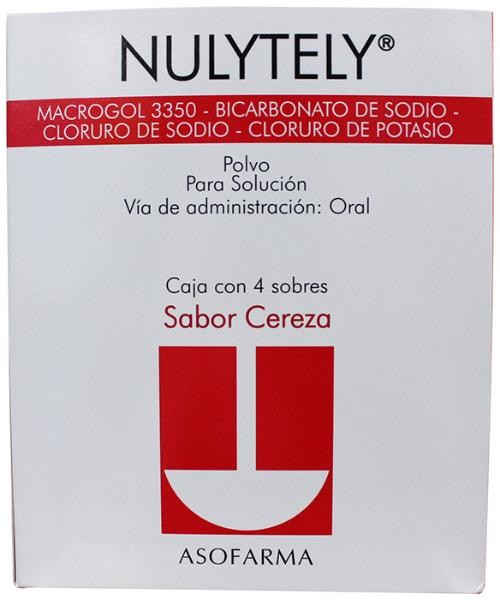 NULYTELY®
MACROGOL 3350 - BICARBONATO DE SODIO -
CLORURO DE SODIO - CLORURO DE POTASIO
Polvo
Para Solución
Vía de administración: Oral
Caja con 4 sobres
Sabor Cereza
ASOFARMA